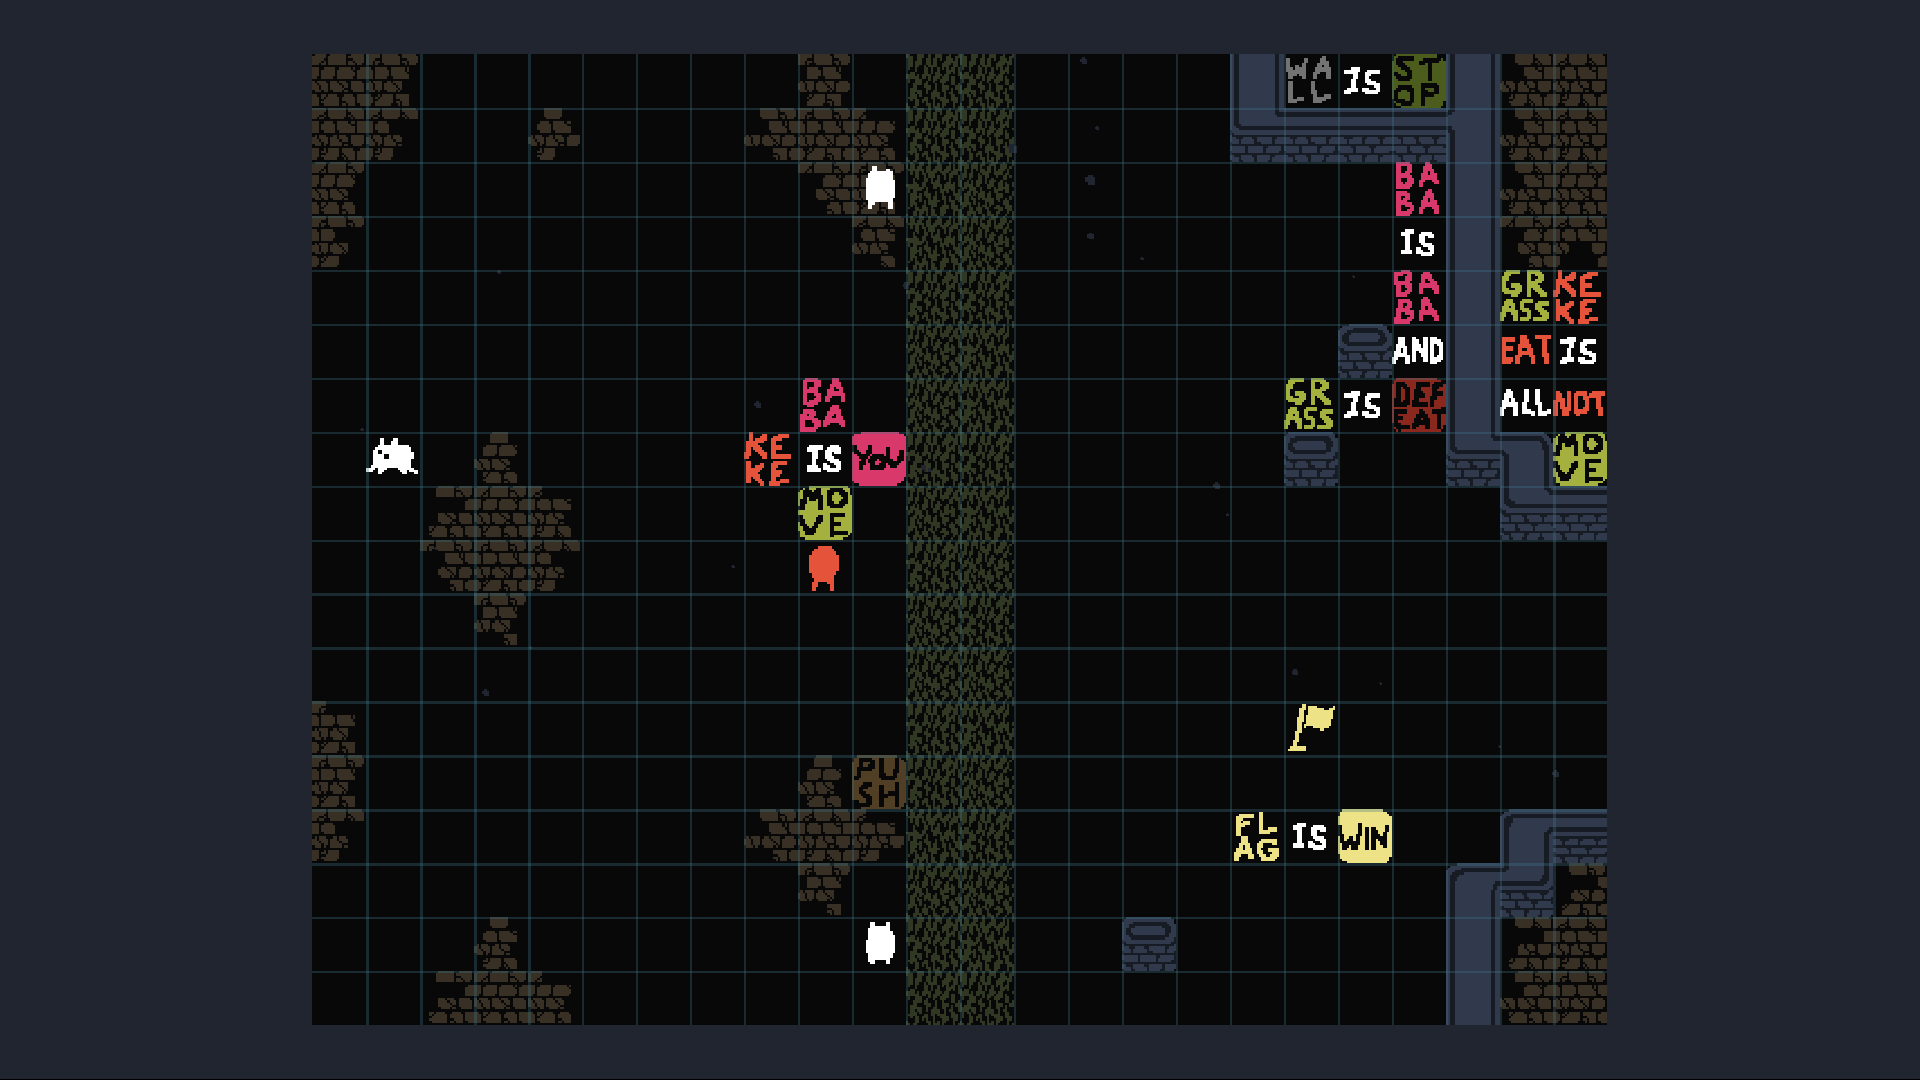 WALL IS STOP
BABA
IS
BABA GRASS KEKE
AND EAT IS
BABA GRASS IS DEFEAT ALL NOT
KEKE IS YOU MOVE
MOVE
PUSH
FLAG IS WIN